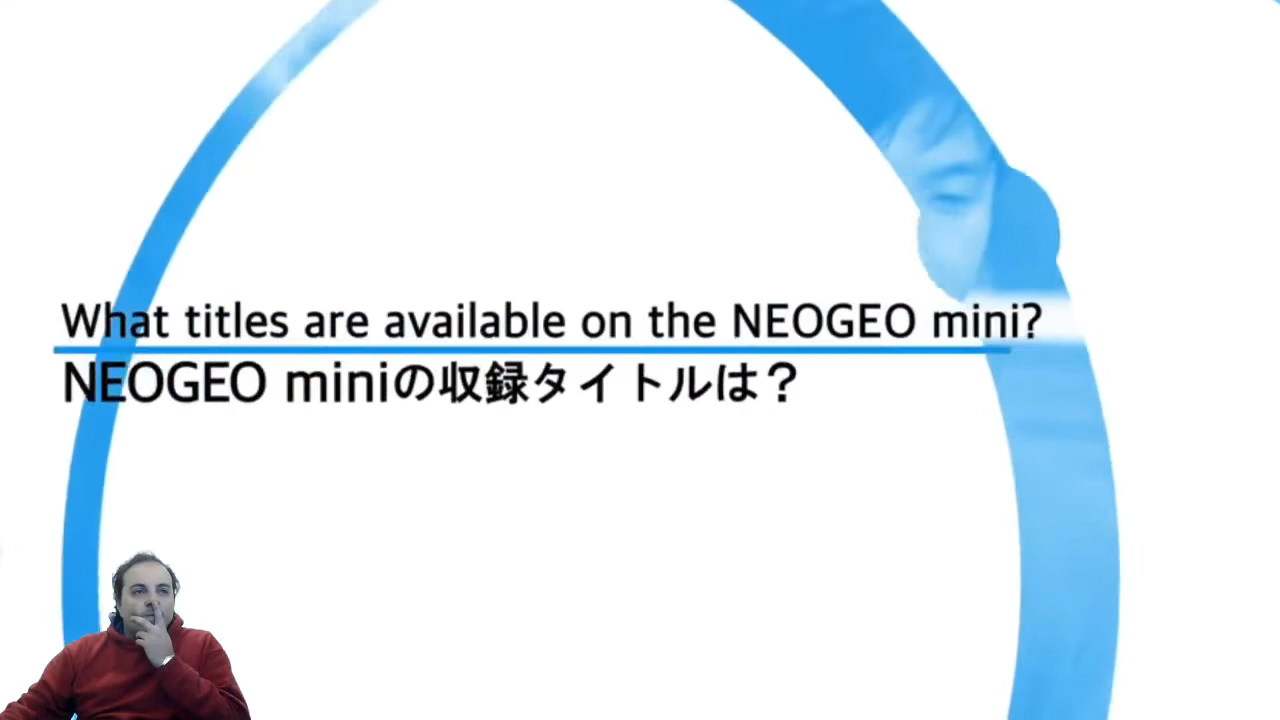 What titles are available on the NEOGEO mini?
NEOGEO miniの収録タイトルは？